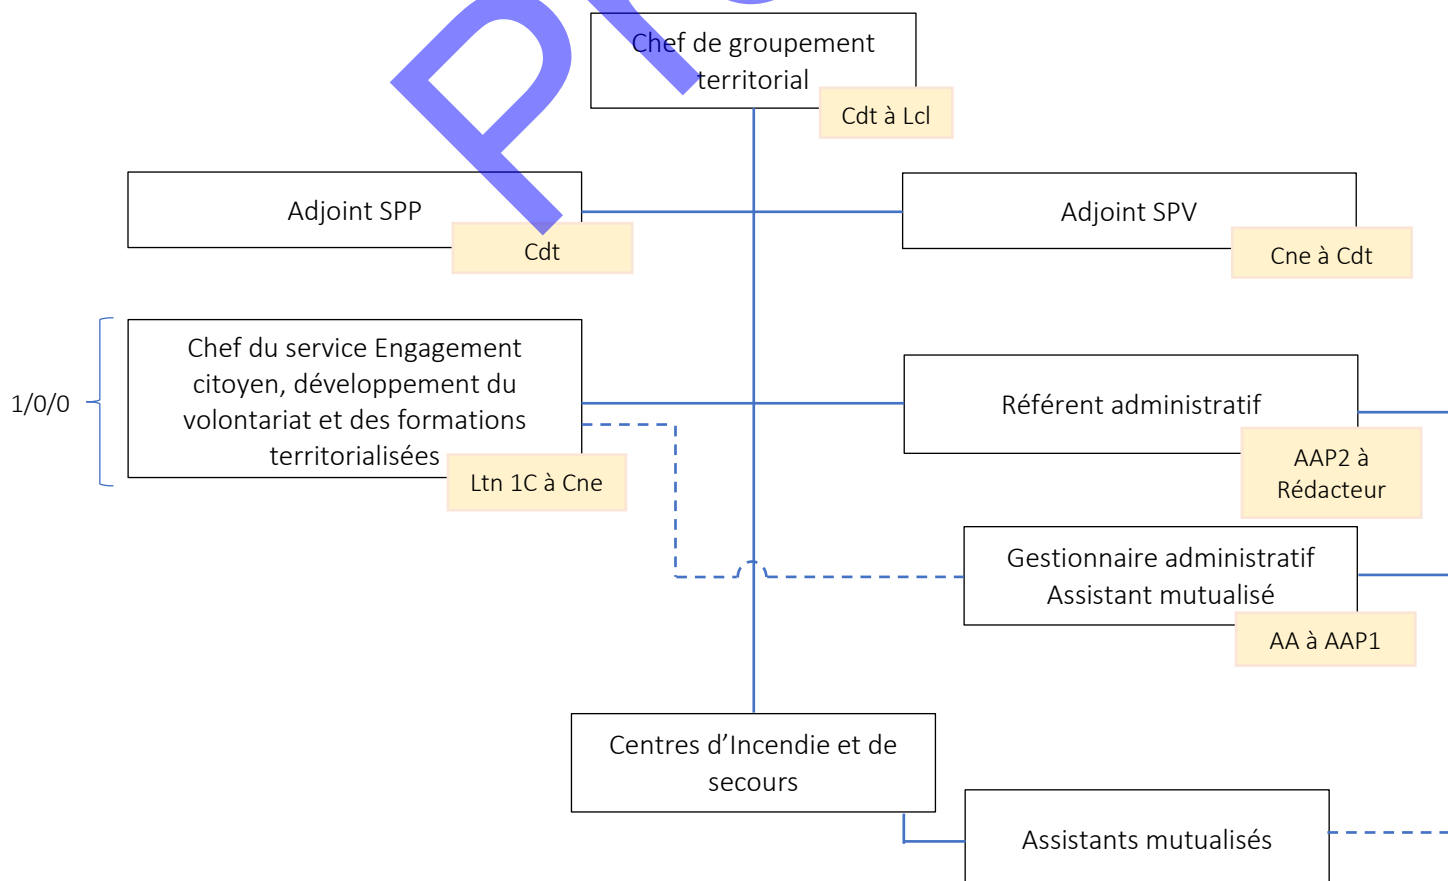 Chef de groupement
territorial
Cdt à Lcl
Adjoint SPP
Cdt
Adjoint SPV
Cne à Cdt
1/0/0
Chef du service Engagement
citoyen, développement du
volontariat et des formations
territorialisées
Ltn 1C à Cne
Référent administratif
AAP2 à
Rédacteur
Gestionnaire administratif
Assistant mutualisé
AA à AAP1
Centres d’Incendie et de
secours
Assistants mutualisés